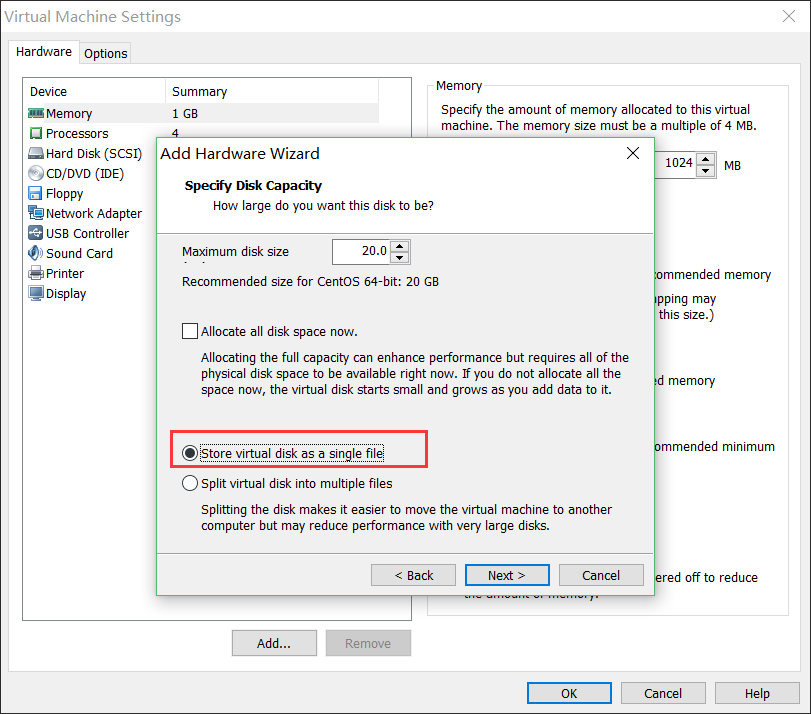 Virtual Machine Settings
Hardware
Options
Device Summary
Memory 1 GB
Processors 4
Hard Disk (SCSI)
CD/DVD (IDE)
Floppy
Network Adapter
USB Controller
Sound Card
Printer
Display
Add...
Remove
Memory
Specify the amount of memory allocated to this virtual
machine. The memory size must be a multiple of 4 MB.
1024 MB
commended memory
apping may
this size.)
ed memory
ommended minimum
ered off to reduce
the amount of memory.
Add Hardware Wizard
Specify Disk Capacity
How large do you want this disk to be?
Maximum disk size 20.0
Recommended size for CentOS 64-bit: 20 GB
Allocate all disk space now.
Allocating the full capacity can enhance performance but requires all of the
physical disk space to be available right now. If you do not allocate all the
space now, the virtual disk starts small and grows as you add data to it.
Store virtual disk as a single file
Split virtual disk into multiple files
Splitting the disk makes it easier to move the virtual machine to another
computer but may reduce performance with very large disks.
< Back Next > Cancel
OK Cancel Help